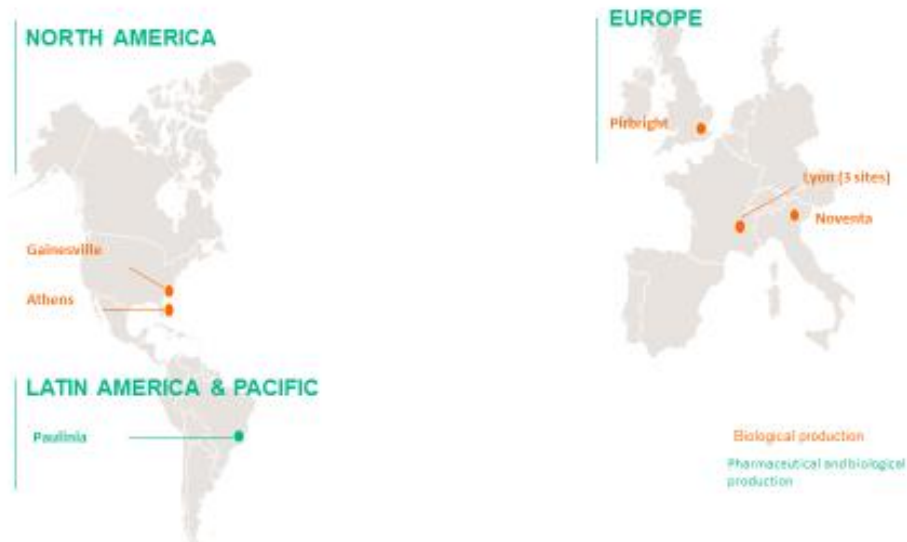 NORTH AMERICA
Gainesville
Athens
LATIN AMERICA & PACIFIC
Paulinia
EUROPE
Pirbright
Lyon (3 sites)
Noventa
Biological production
Pharmaceutical and biological
production